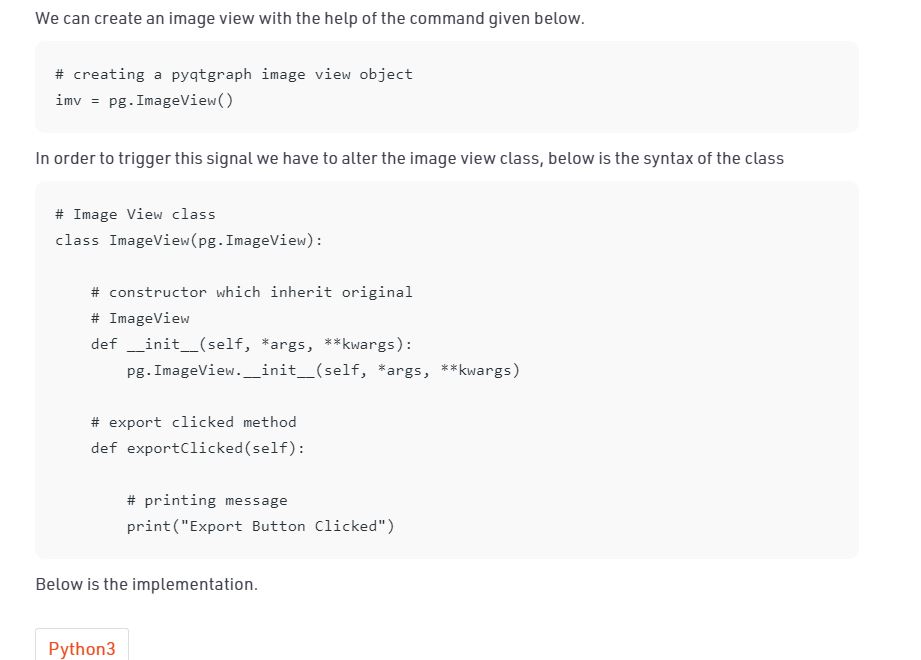 We can create an image view with the help of the command given below.
# creating a pyqtgraph image view object
imv = pg.ImageView()
In order to trigger this signal we have to alter the image view class, below is the syntax of the class
# Image View class
class ImageView(pg.ImageView):
    # constructor which inherit original
    # ImageView
    def __init__(self, *args, **kwargs):
        pg.ImageView.__init__(self, *args, **kwargs)
    # export clicked method
    def exportClicked(self):
        # printing message
        print("Export Button Clicked")
Below is the implementation.
Python3